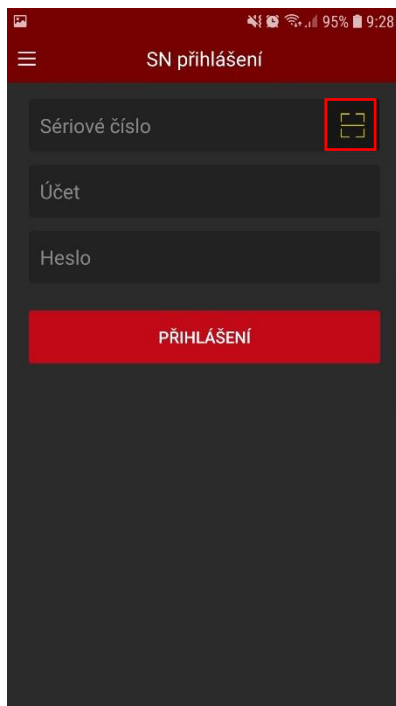 95% 9:28
SN přihlášení
Sériové číslo
Účet
Heslo
PŘIHLÁŠENÍ